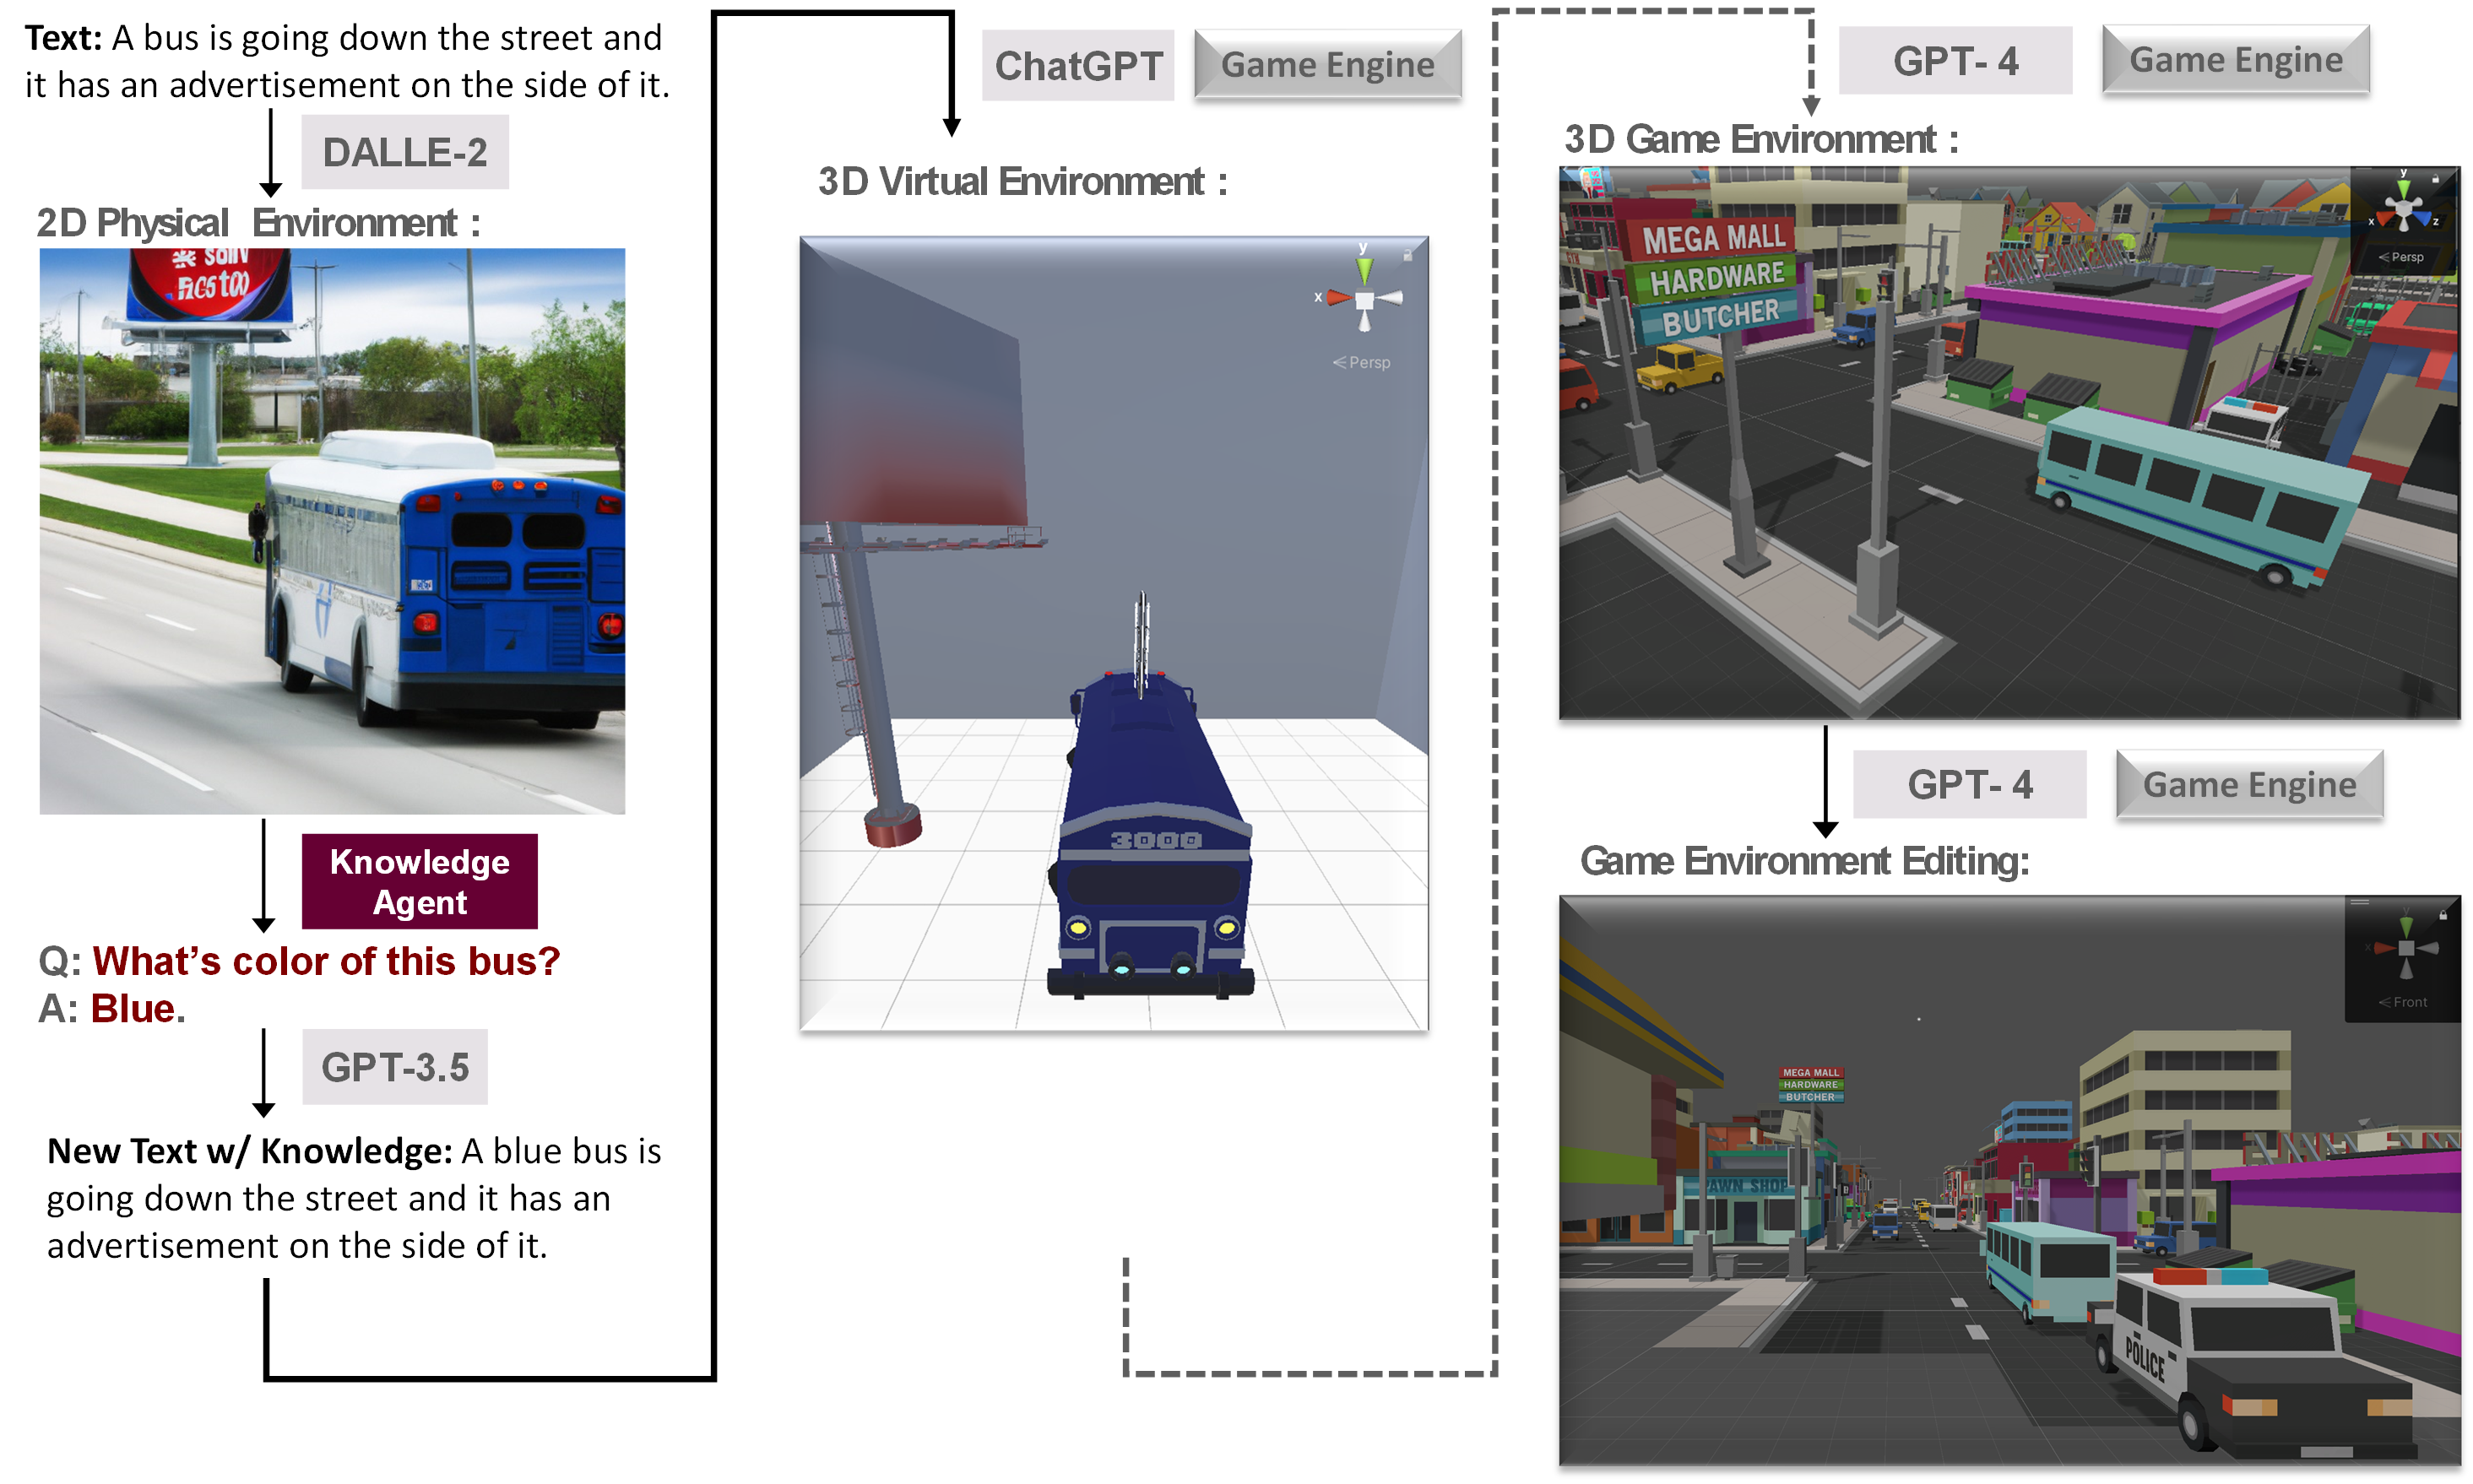 Text: A bus is going down the street and
it has an advertisement on the side of it.
DALLE-2
2D Physical Environment :
Knowledge
Agent
Q: What's color of this bus?
A: Blue.
GPT-3.5
New Text w/ Knowledge: A blue bus is
going down the street and it has an
advertisement on the side of it.
ChatGPT
Game Engine
3D Virtual Environment :
y
x
Persp
3000
GPT- 4
Game Engine
3D Game Environment :
MEGA MALL
HARDWARE
BUTCHER
y
x
z
Persp
GPT- 4
Game Engine
Game Environment Editing:
MEGA MALL
HARDWARE
BUTCHER
PAWN SHOP
POLICE
y
x
Front